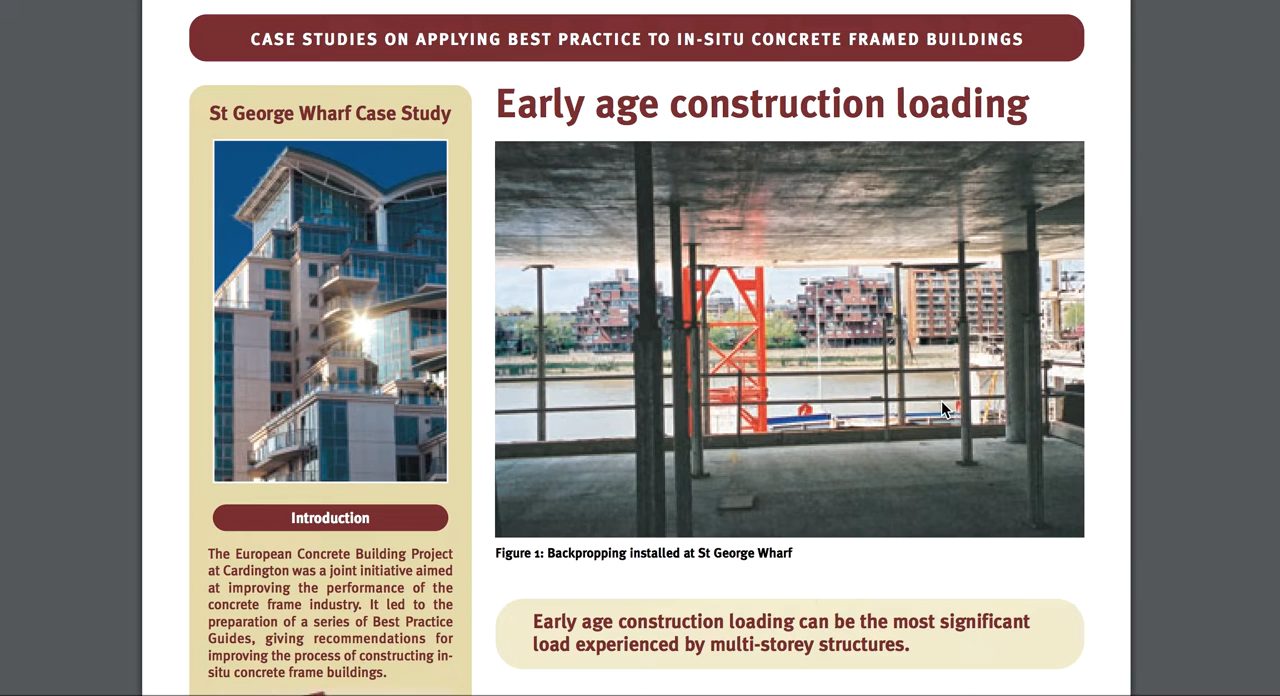 CASE STUDIES ON APPLYING BEST PRACTICE TO IN-SITU CONCRETE FRAMED BUILDINGS
St George Wharf Case Study
Introduction
The European Concrete Building Project
at Cardington was a joint initiative aimed
at improving the performance of the
concrete frame industry. It led to the
preparation of a series of Best Practice
Guides, giving recommendations for
improving the process of constructing in-
situ concrete frame buildings.
Early age construction loading
Figure 1: Backpropping installed at St George Wharf
Early age construction loading can be the most significant
load experienced by multi-storey structures.